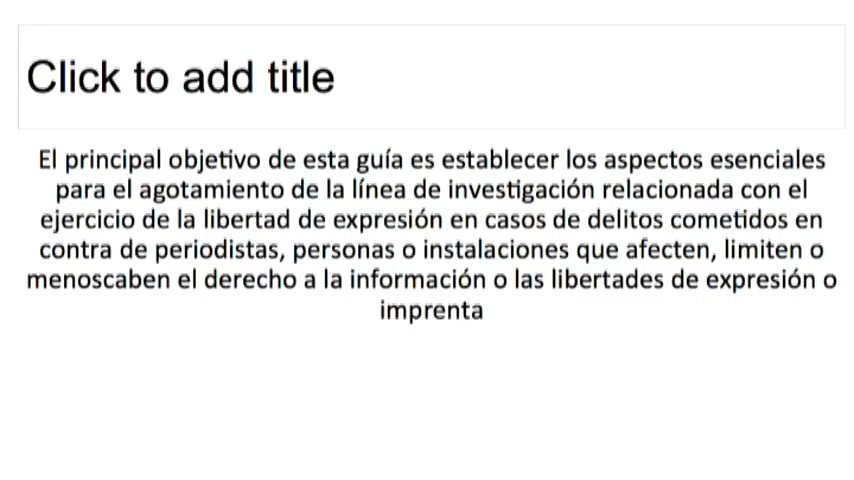 Click to add title
El principal objetivo de esta guía es establecer los aspectos esenciales
para el agotamiento de la línea de investigación relacionada con el
ejercicio de la libertad de expresión en casos de delitos cometidos en
contra de periodistas, personas o instalaciones que afecten, limiten o
menoscaben el derecho a la información o las libertades de expresión o
imprenta